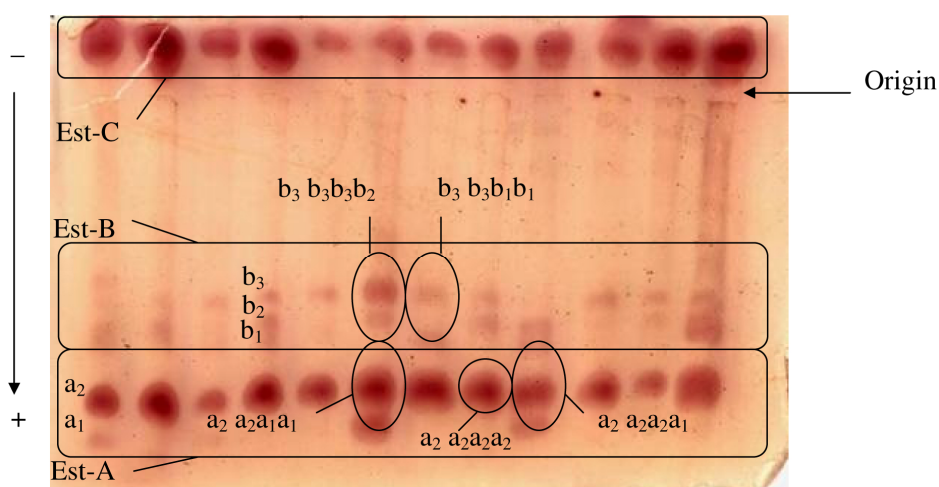 −
Origin
Est-C
b₃ b₃b₃b₂
b₃ b₃b₁b₁
Est-B
b₃
b₂
b₁
a₂
a₁
+
a₂ a₂a₁a₁
a₂ a₂a₂a₂
a₂ a₂a₂a₁
Est-A